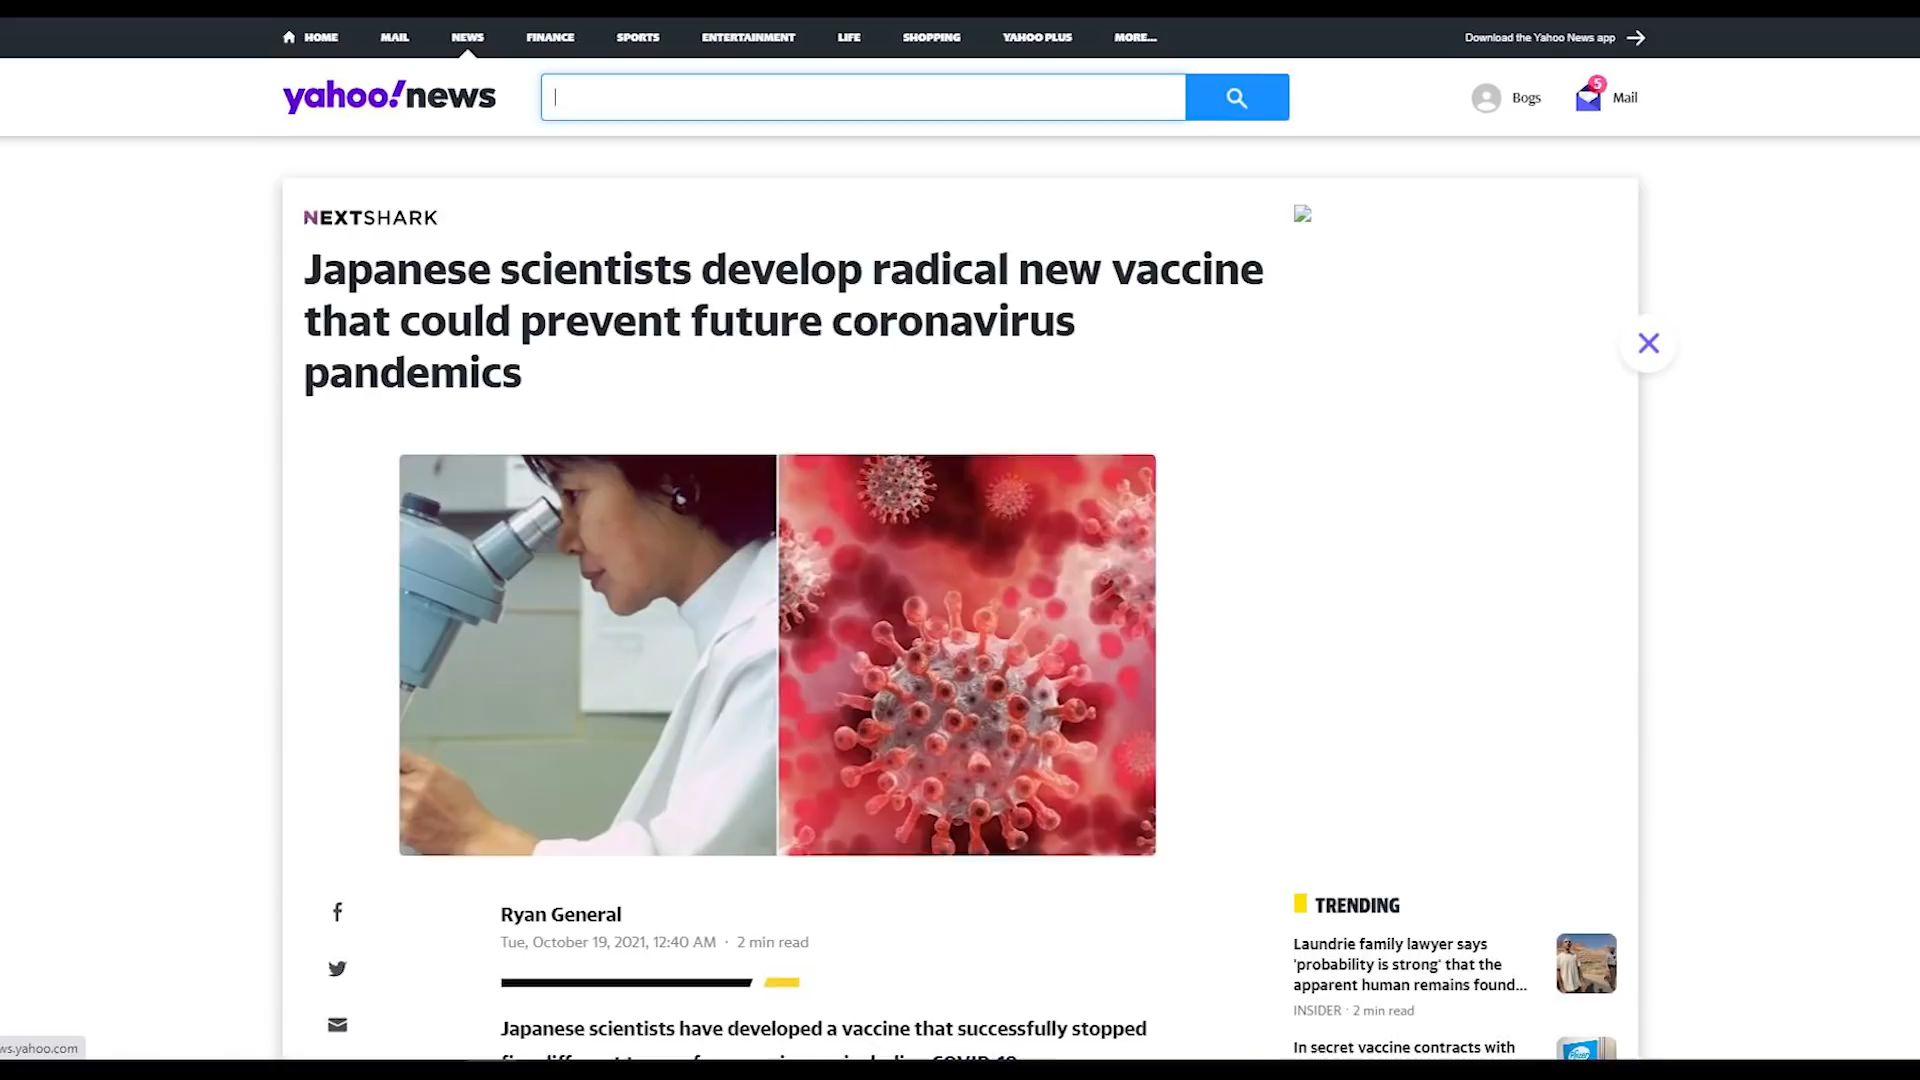 HOME MAIL NEWS FINANCE SPORTS ENTERTAINMENT LIFE SHOPPING YAHOO PLUS MORE... Download the Yahoo News app
yahoo!news
Bogs
5
Mail
NEXTSHARK
Japanese scientists develop radical new vaccine
that could prevent future coronavirus
pandemics
Ryan General
Tue, October 19, 2021, 12:40 AM · 2 min read
Japanese scientists have developed a vaccine that successfully stopped
TRENDING
Laundrie family lawyer says
'probability is strong' that the
apparent human remains found...
INSIDER · 2 min read
In secret vaccine contracts with
Pfizer
ws.yahoo.com